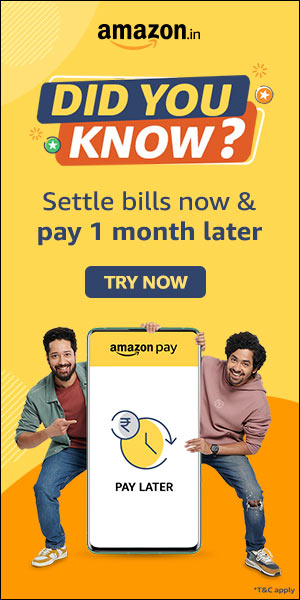 amazon.in
DID YOU
KNOW?
Settle bills now &
pay 1 month later
TRY NOW
amazon pay
₹
PAY LATER
*T&C apply